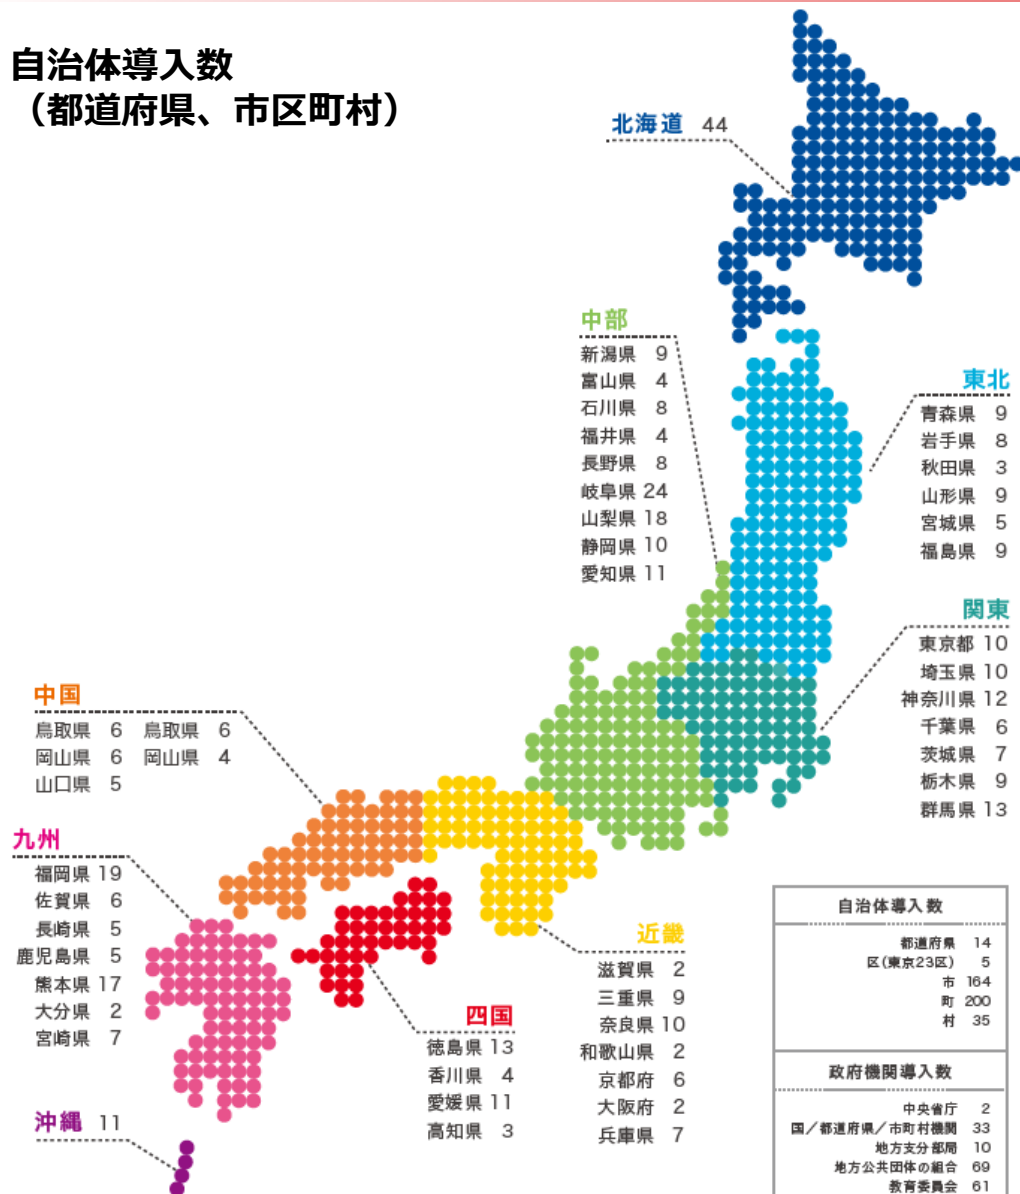 自治体導入数
（都道府県、市区町村）
北海道 44
中部
新潟県 9
富山県 4
石川県 8
福井県 4
長野県 8
岐阜県 24
山梨県 18
静岡県 10
愛知県 11
東北
青森県 9
岩手県 8
秋田県 3
山形県 9
宮城県 5
福島県 9
関東
東京都 10
埼玉県 10
神奈川県 12
千葉県 6
茨城県 7
栃木県 9
群馬県 13
中国
鳥取県 6 鳥取県 6
岡山県 6 岡山県 4
山口県 5
九州
福岡県 19
佐賀県 6
長崎県 5
鹿児島県 5
熊本県 17
大分県 2
宮崎県 7
沖縄 11
四国
徳島県 13
香川県 4
愛媛県 11
高知県 3
近畿
滋賀県 2
三重県 9
奈良県 10
和歌山県 2
京都府 6
大阪府 2
兵庫県 7
自治体導入数
都道府県 14
区(東京23区) 5
市 164
町 200
村 35
政府機関導入数
中央省庁 2
国／都道府県／市町村機関 33
地方支分部局 10
地方公共団体の組合 69
教育委員会 61